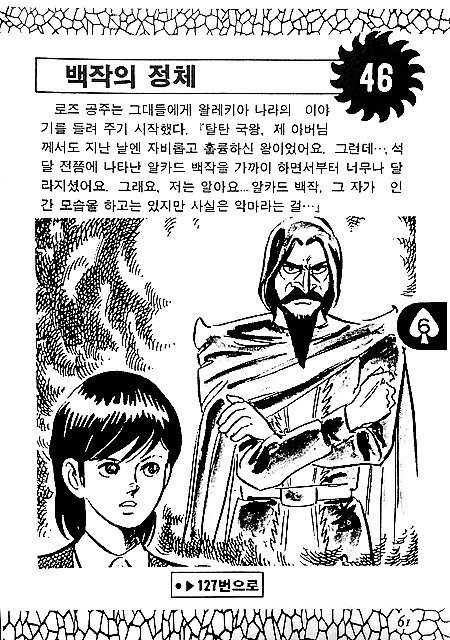 백작의 정체
46
로즈 공주는 그대들에게 왈레키아 나라의 이야
기를 들려 주기 시작했다. 『탈탄 국왕, 제 아버님
께서도 지난 날엔 자비롭고 훌륭하신 왕이었어요. 그런데…, 석
달 전쯤에 나타난 알카드 백작을 가까이 하면서부터 너무나 달
라지셨어요. 그래요, 저는 알아요… 알카드 백작, 그 자가 인
간 모습을 하고는 있지만 사실은 악마라는 걸…』
6
●▶127번으로
61